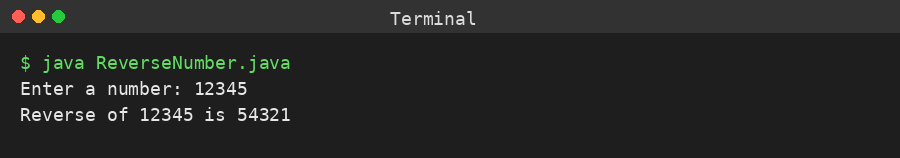 Terminal
$ java ReverseNumber.java
Enter a number: 12345
Reverse of 12345 is 54321